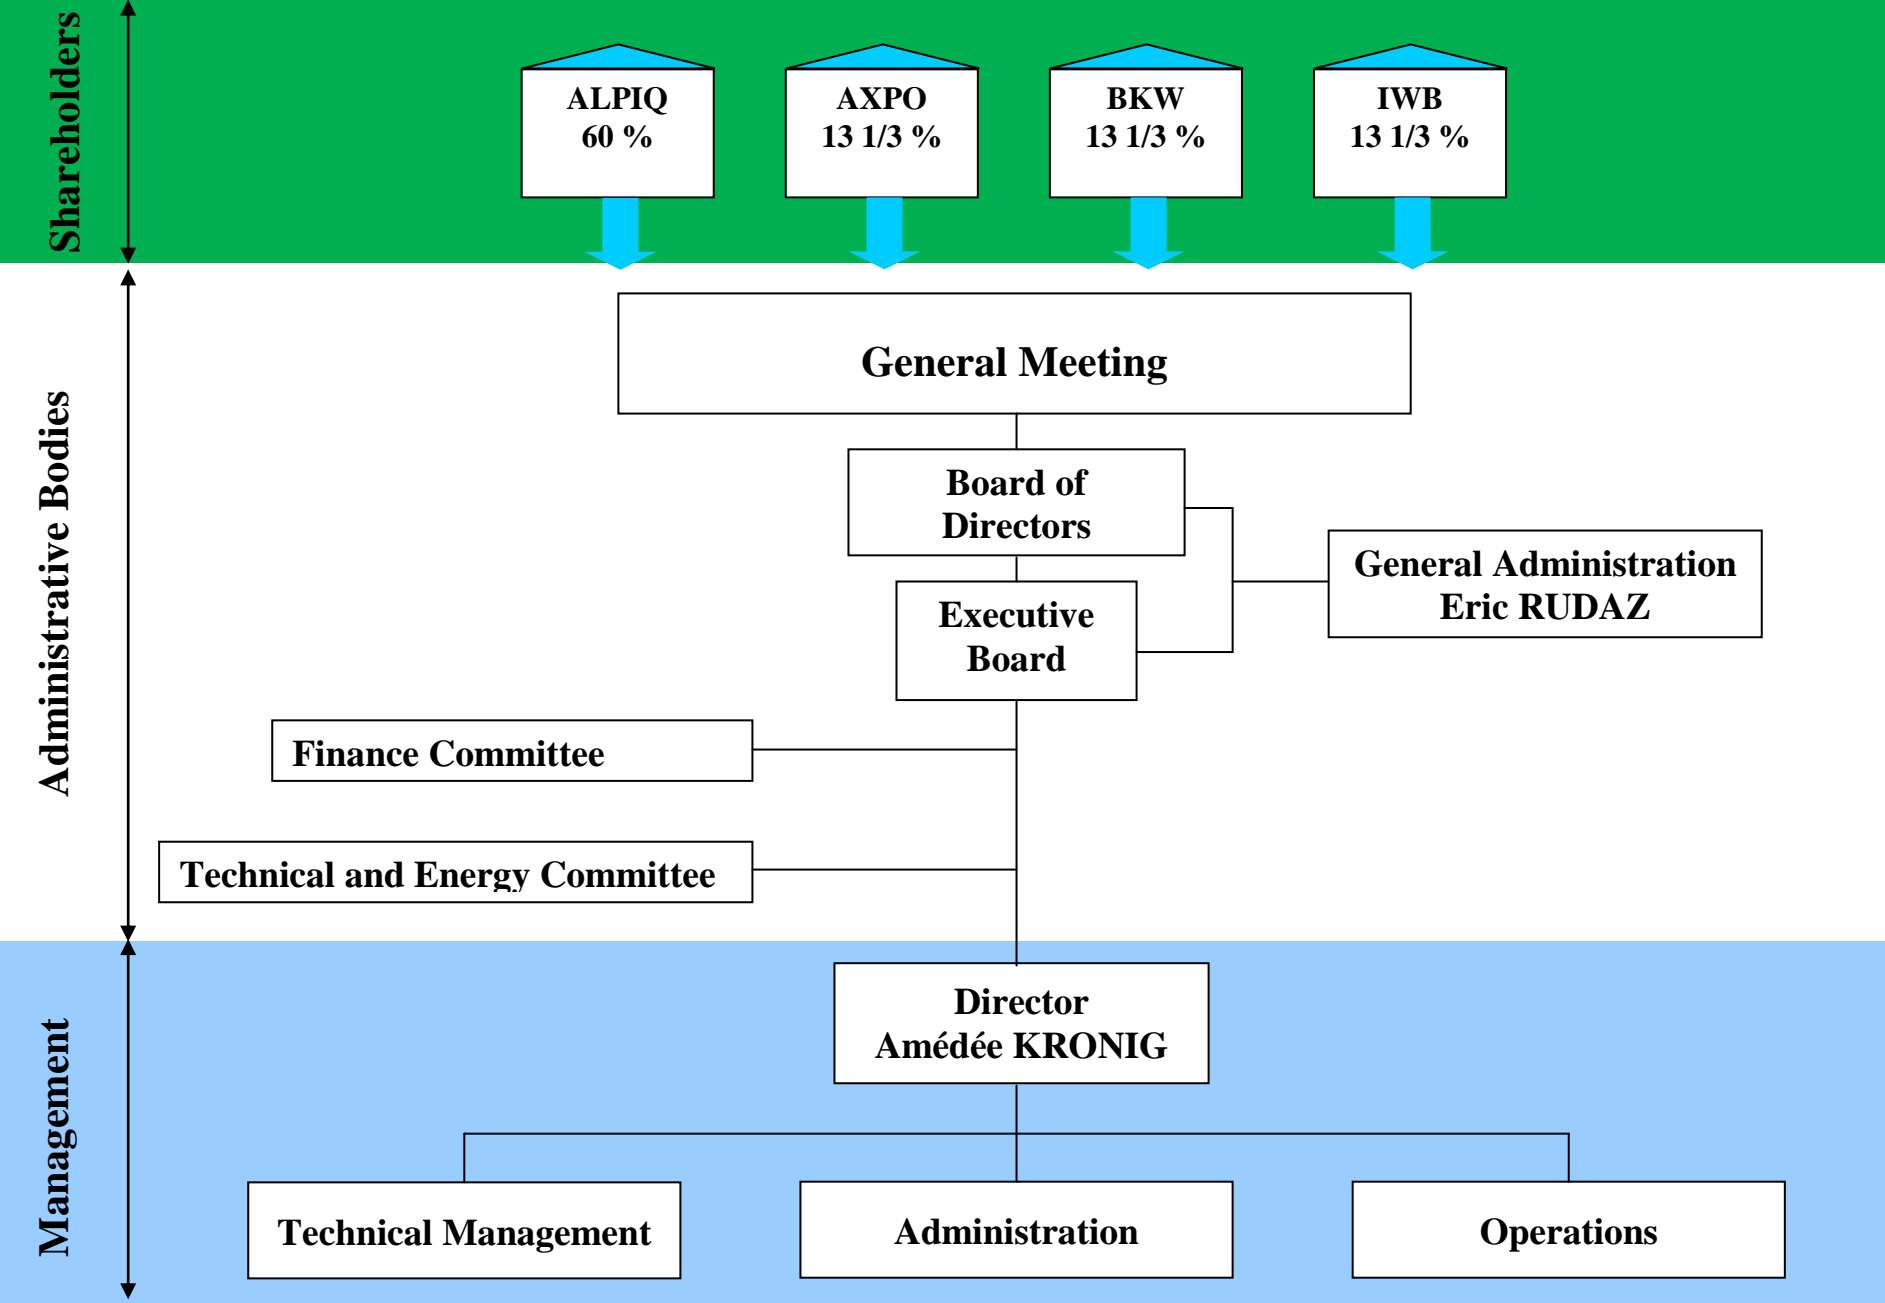 Shareholders
ALPIQ
60 %
AXPO
13 1/3 %
BKW
13 1/3 %
IWB
13 1/3 %
Administrative Bodies
General Meeting
Board of
Directors
General Administration
Eric RUDAZ
Executive
Board
Finance Committee
Technical and Energy Committee
Management
Director
Amédée KRONIG
Technical Management
Administration
Operations